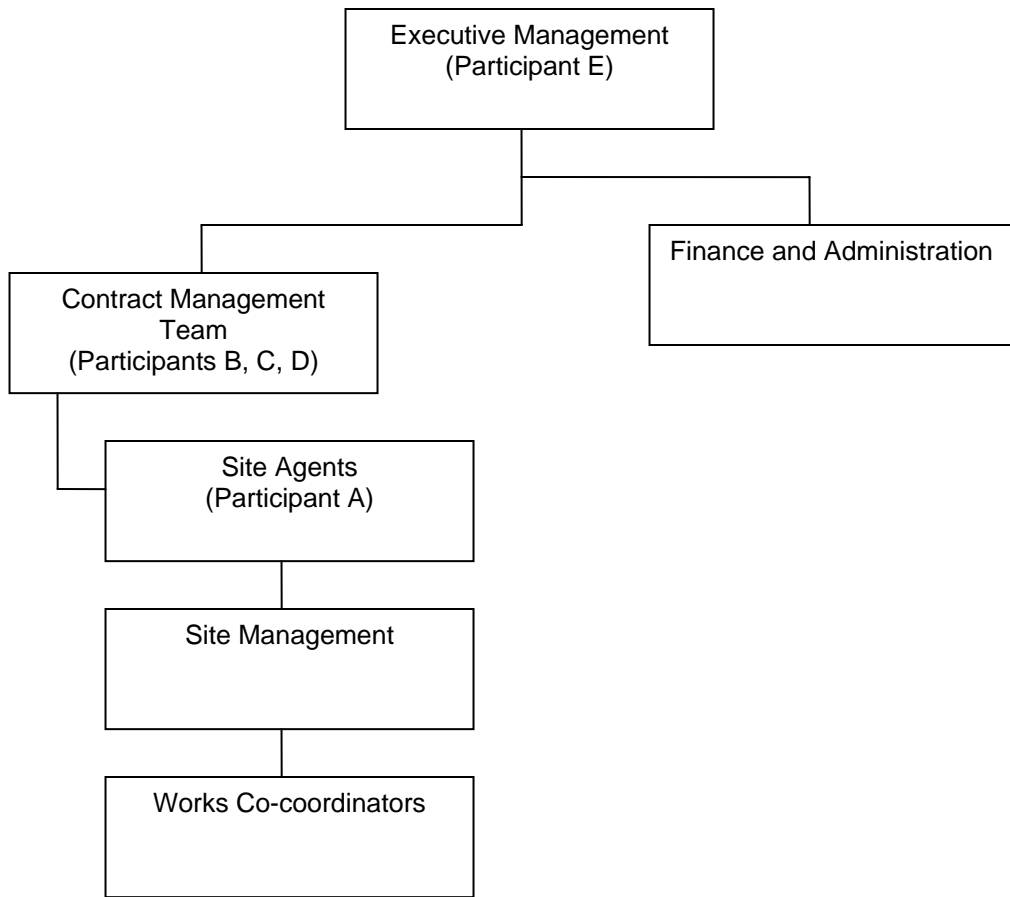 Executive Management
(Participant E)
Finance and Administration
Contract Management
Team
(Participants B, C, D)
Site Agents
(Participant A)
Site Management
Works Co-coordinators